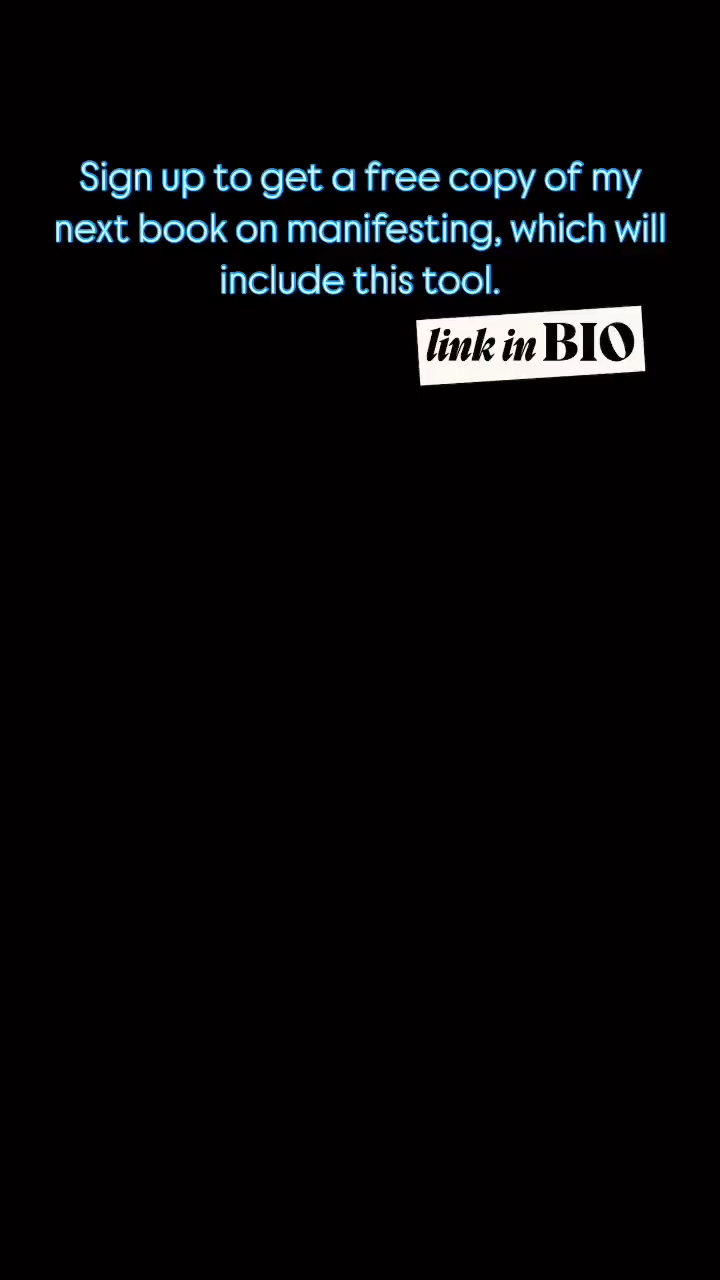 Sign up to get a free copy of my
next book on manifesting, which will
include this tool.
link in BIO